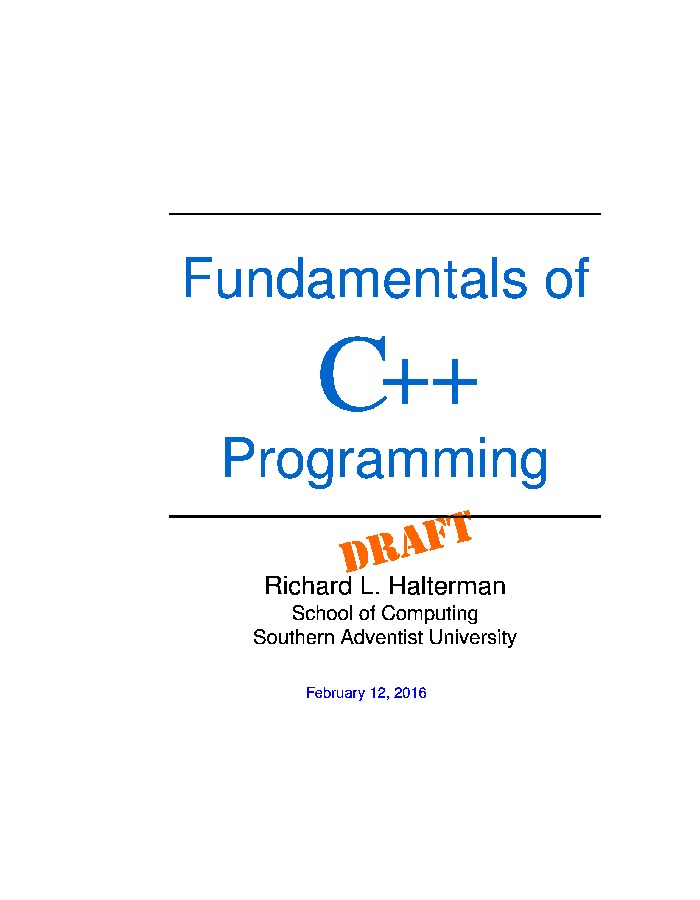 Fundamentals of
C++
Programming
DRAFT
Richard L. Halterman
School of Computing
Southern Adventist University
February 12, 2016